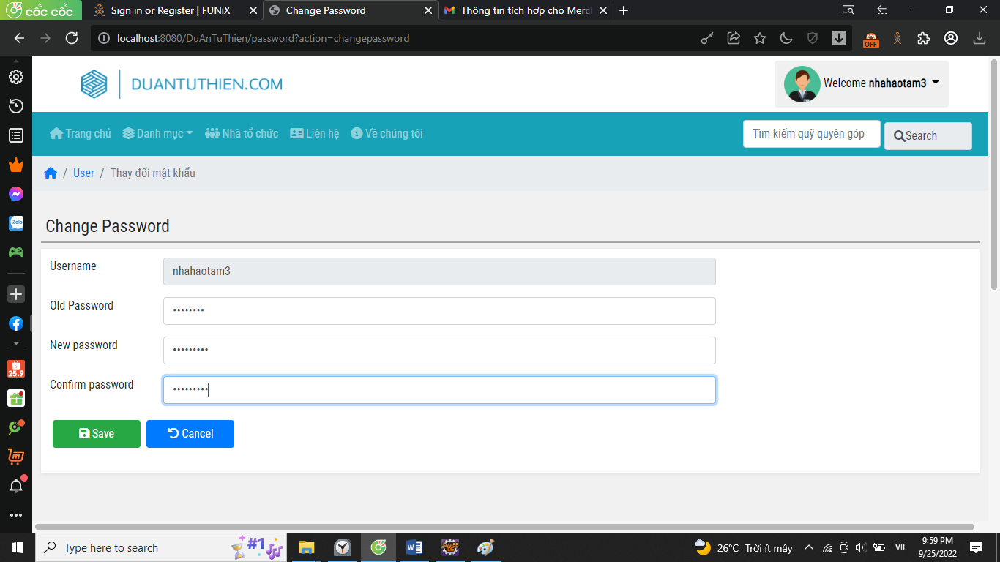 cốc cốc
Sign in or Register | FUNiX
Change Password
Thông tin tích hợp cho Merc
localhost:8080/DuAnTuThien/password?action=changepassword
OFF
DUANTUTHIEN.COM
Welcome nhahaotam3
Trang chủ
Danh mục
Nhà tổ chức
Liên hệ
Về chúng tôi
Tìm kiếm quỹ quyên góp
Search
/ User / Thay đổi mật khẩu
Change Password
Username
nhahaotam3
Old Password
••••••••
New password
•••••••••
Confirm password
•••••••••
Save
Cancel
Zalo
25.9
Type here to search
#1
26°C Trời ít mây
VIE
9:59 PM
9/25/2022